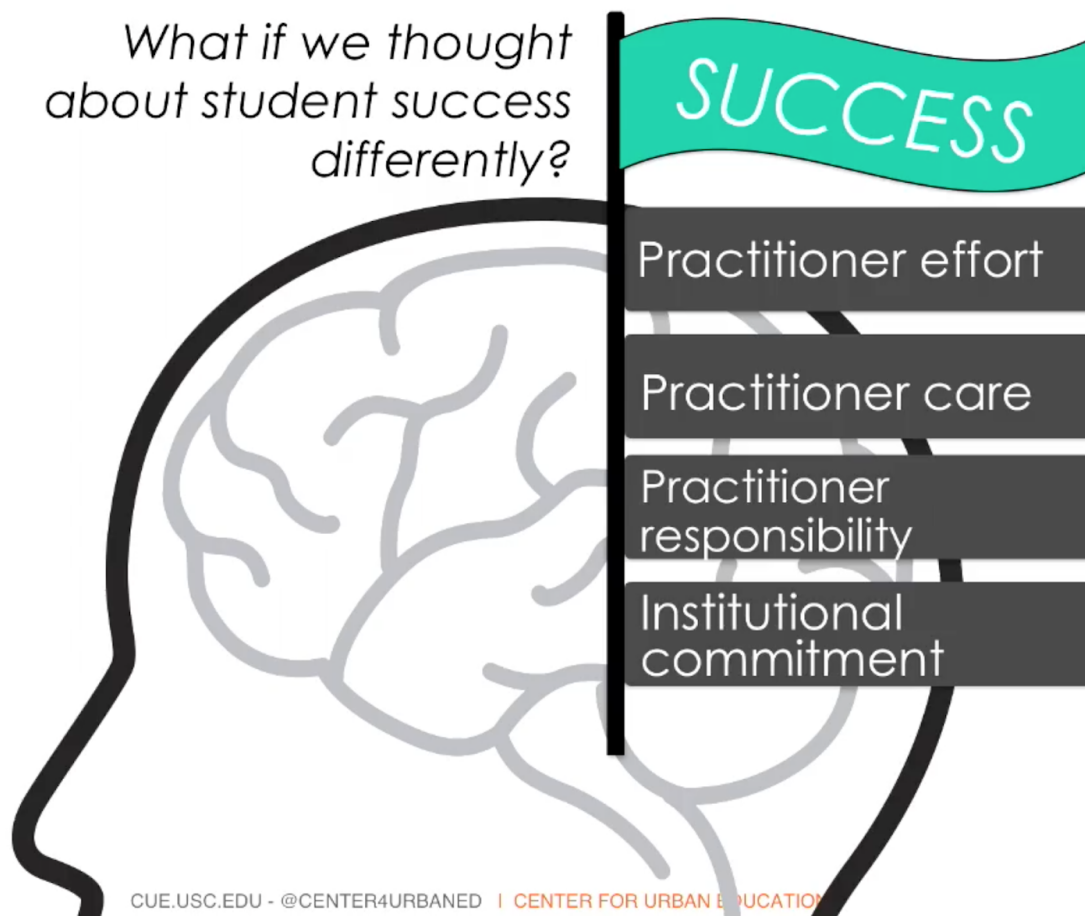 What if we thought
about student success
differently?
SUCCESS
Practitioner effort
Practitioner care
Practitioner
responsibility
Institutional
commitment
CUE.USC.EDU - @CENTER4URBANED | CENTER FOR URBAN EDUCATION